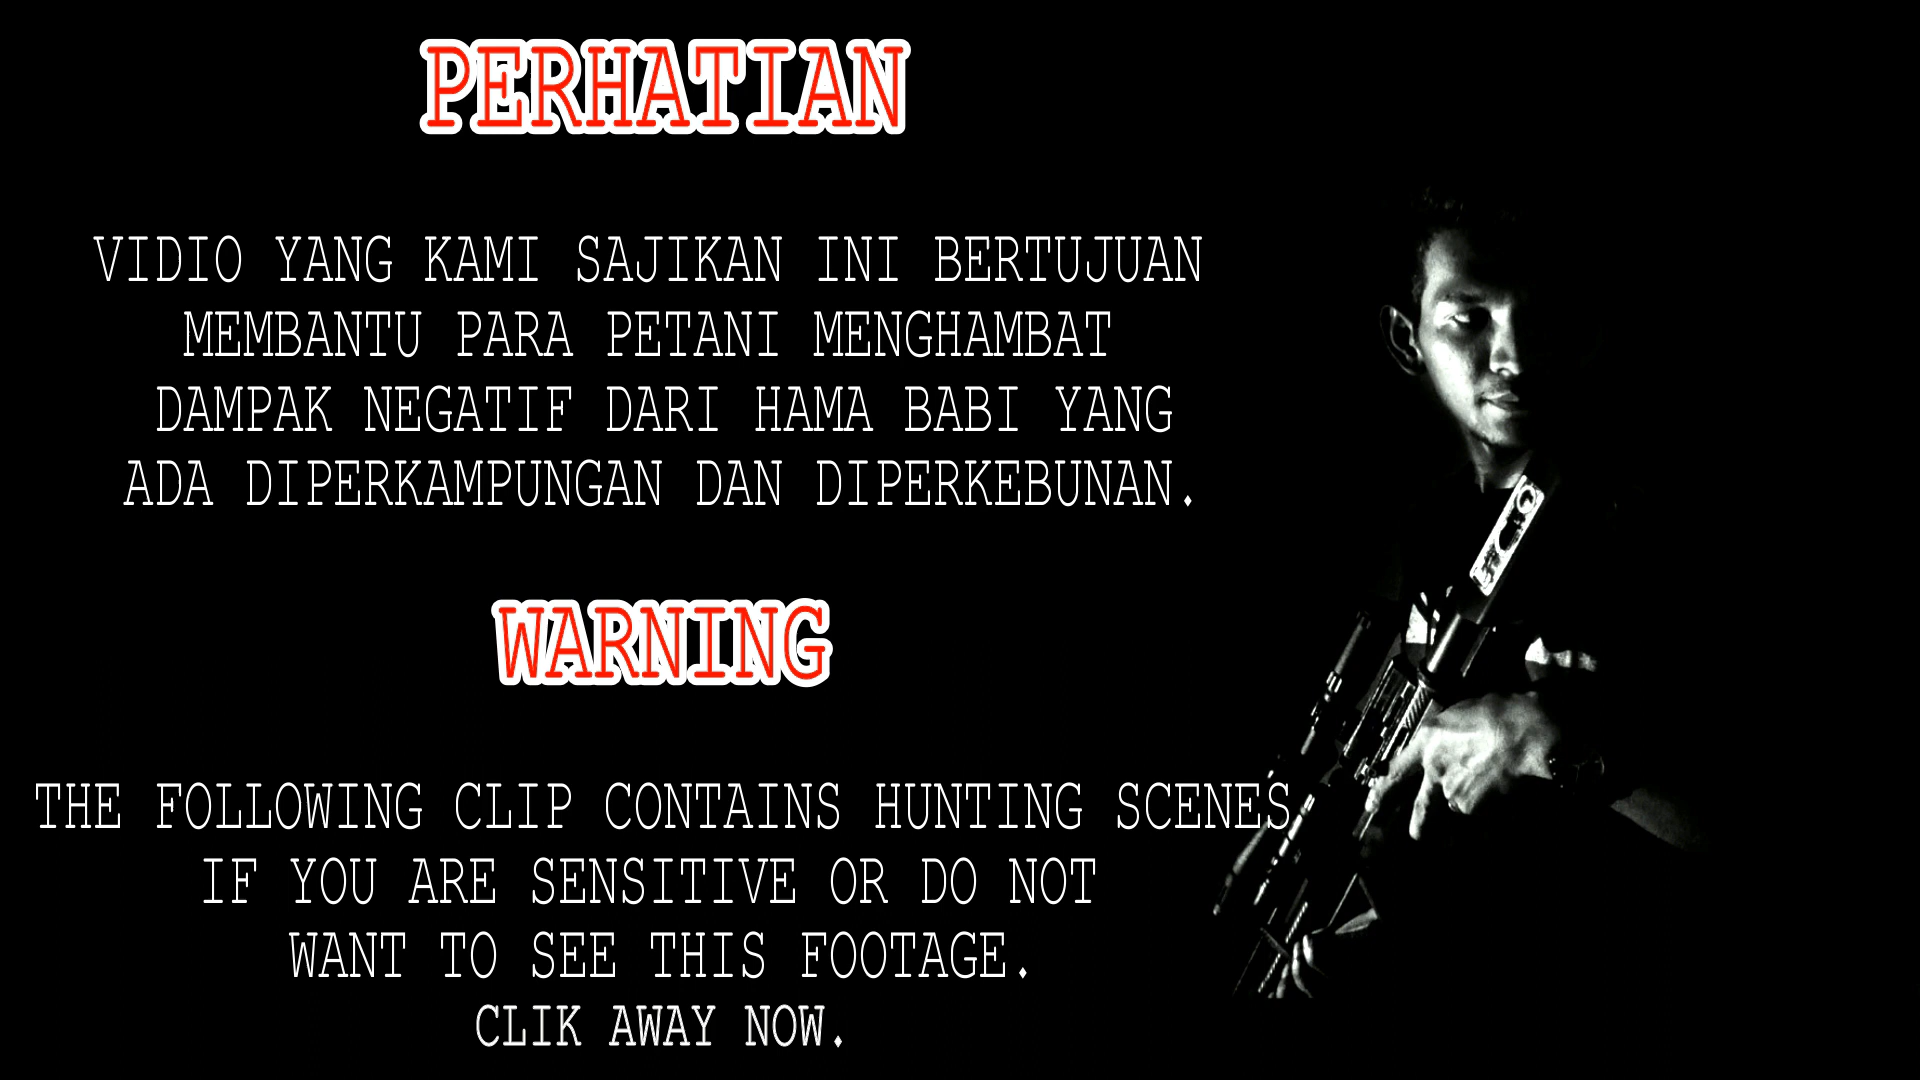 PERHATIAN
VIDIO YANG KAMI SAJIKAN INI BERTUJUAN
MEMBANTU PARA PETANI MENGHAMBAT
DAMPAK NEGATIF DARI HAMA BABI YANG
ADA DIPERKAMPUNGAN DAN DIPERKEBUNAN.
WARNING
THE FOLLOWING CLIP CONTAINS HUNTING SCENES
IF YOU ARE SENSITIVE OR DO NOT
WANT TO SEE THIS FOOTAGE.
CLIK AWAY NOW.